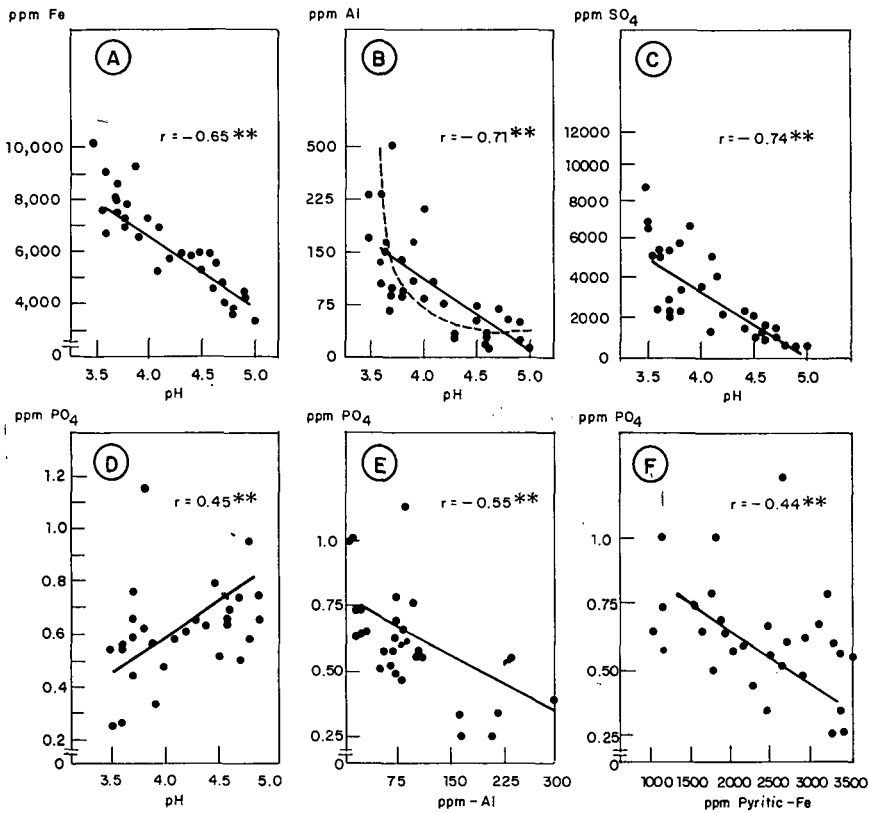 ppm Fe
A
r = -0.65**
10,000
8,000
6,000
4,000
0
3.5 4.0 4.5 5.0
pH
ppm Al
B
r = -0.71**
500
225
150
75
0
3.5 4.0 4.5 5.0
pH
ppm SO4
C
r = -0.74**
12000
10000
8000
6000
4000
2000
0
3.5 4.0 4.5 5.0
pH
ppm PO4
D
r = 0.45**
1.2
1.0
0.8
0.6
0.4
0.2
0
3.5 4.0 4.5 5.0
pH
ppm PO4
E
r = -0.55**
1.0
0.75
0.50
0.25
0
75 150 225 300
ppm-Al
ppm PO4
F
r = -0.44**
1.0
0.75
0.50
0.25
0
1000 1500 2000 2500 3000 3500
ppm Pyritic-Fe